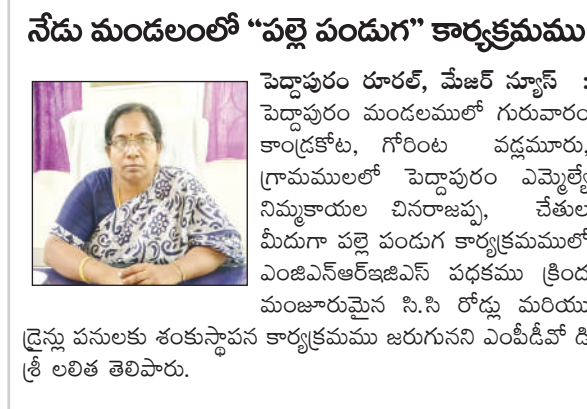 నేడు మండలంలో “పల్లె పండుగ” కార్యక్రమము
పెద్దాపురం రూరల్, మేజర్ న్యూస్ :
పెద్దాపురం మండలములో గురువారం
కాండ్రకోట, గోరింట వడ్లమూరు,
గ్రామములలో పెద్దాపురం ఎమ్మెల్యే
నిమ్మకాయల చినరాజప్ప, చేతుల
మీదుగా పల్లె పండుగ కార్యక్రమములో
ఎంజిఎన్ఆర్ఇజిఎస్ పధకము క్రింద
మంజూరుమైన సి.సి రోడ్లు మరియు
డ్రైన్లు పనులకు శంకుస్థాపన కార్యక్రమము జరుగునని ఎంపీడీవో డి
శ్రీ లలిత తెలిపారు.